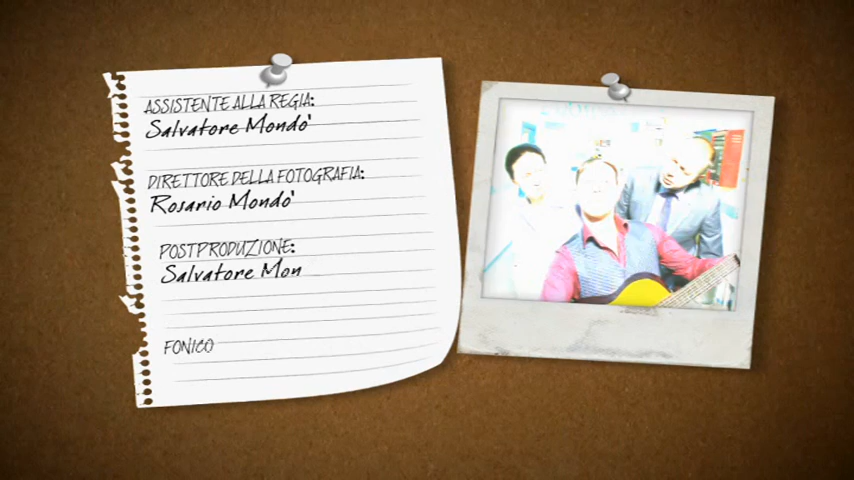 ASSISTENTE ALLA REGIA:
Salvatore Mondò
DIRETTORE DELLA FOTOGRAFIA:
Rosario Mondò
POSTPRODUZIONE:
Salvatore Mon
FONICO